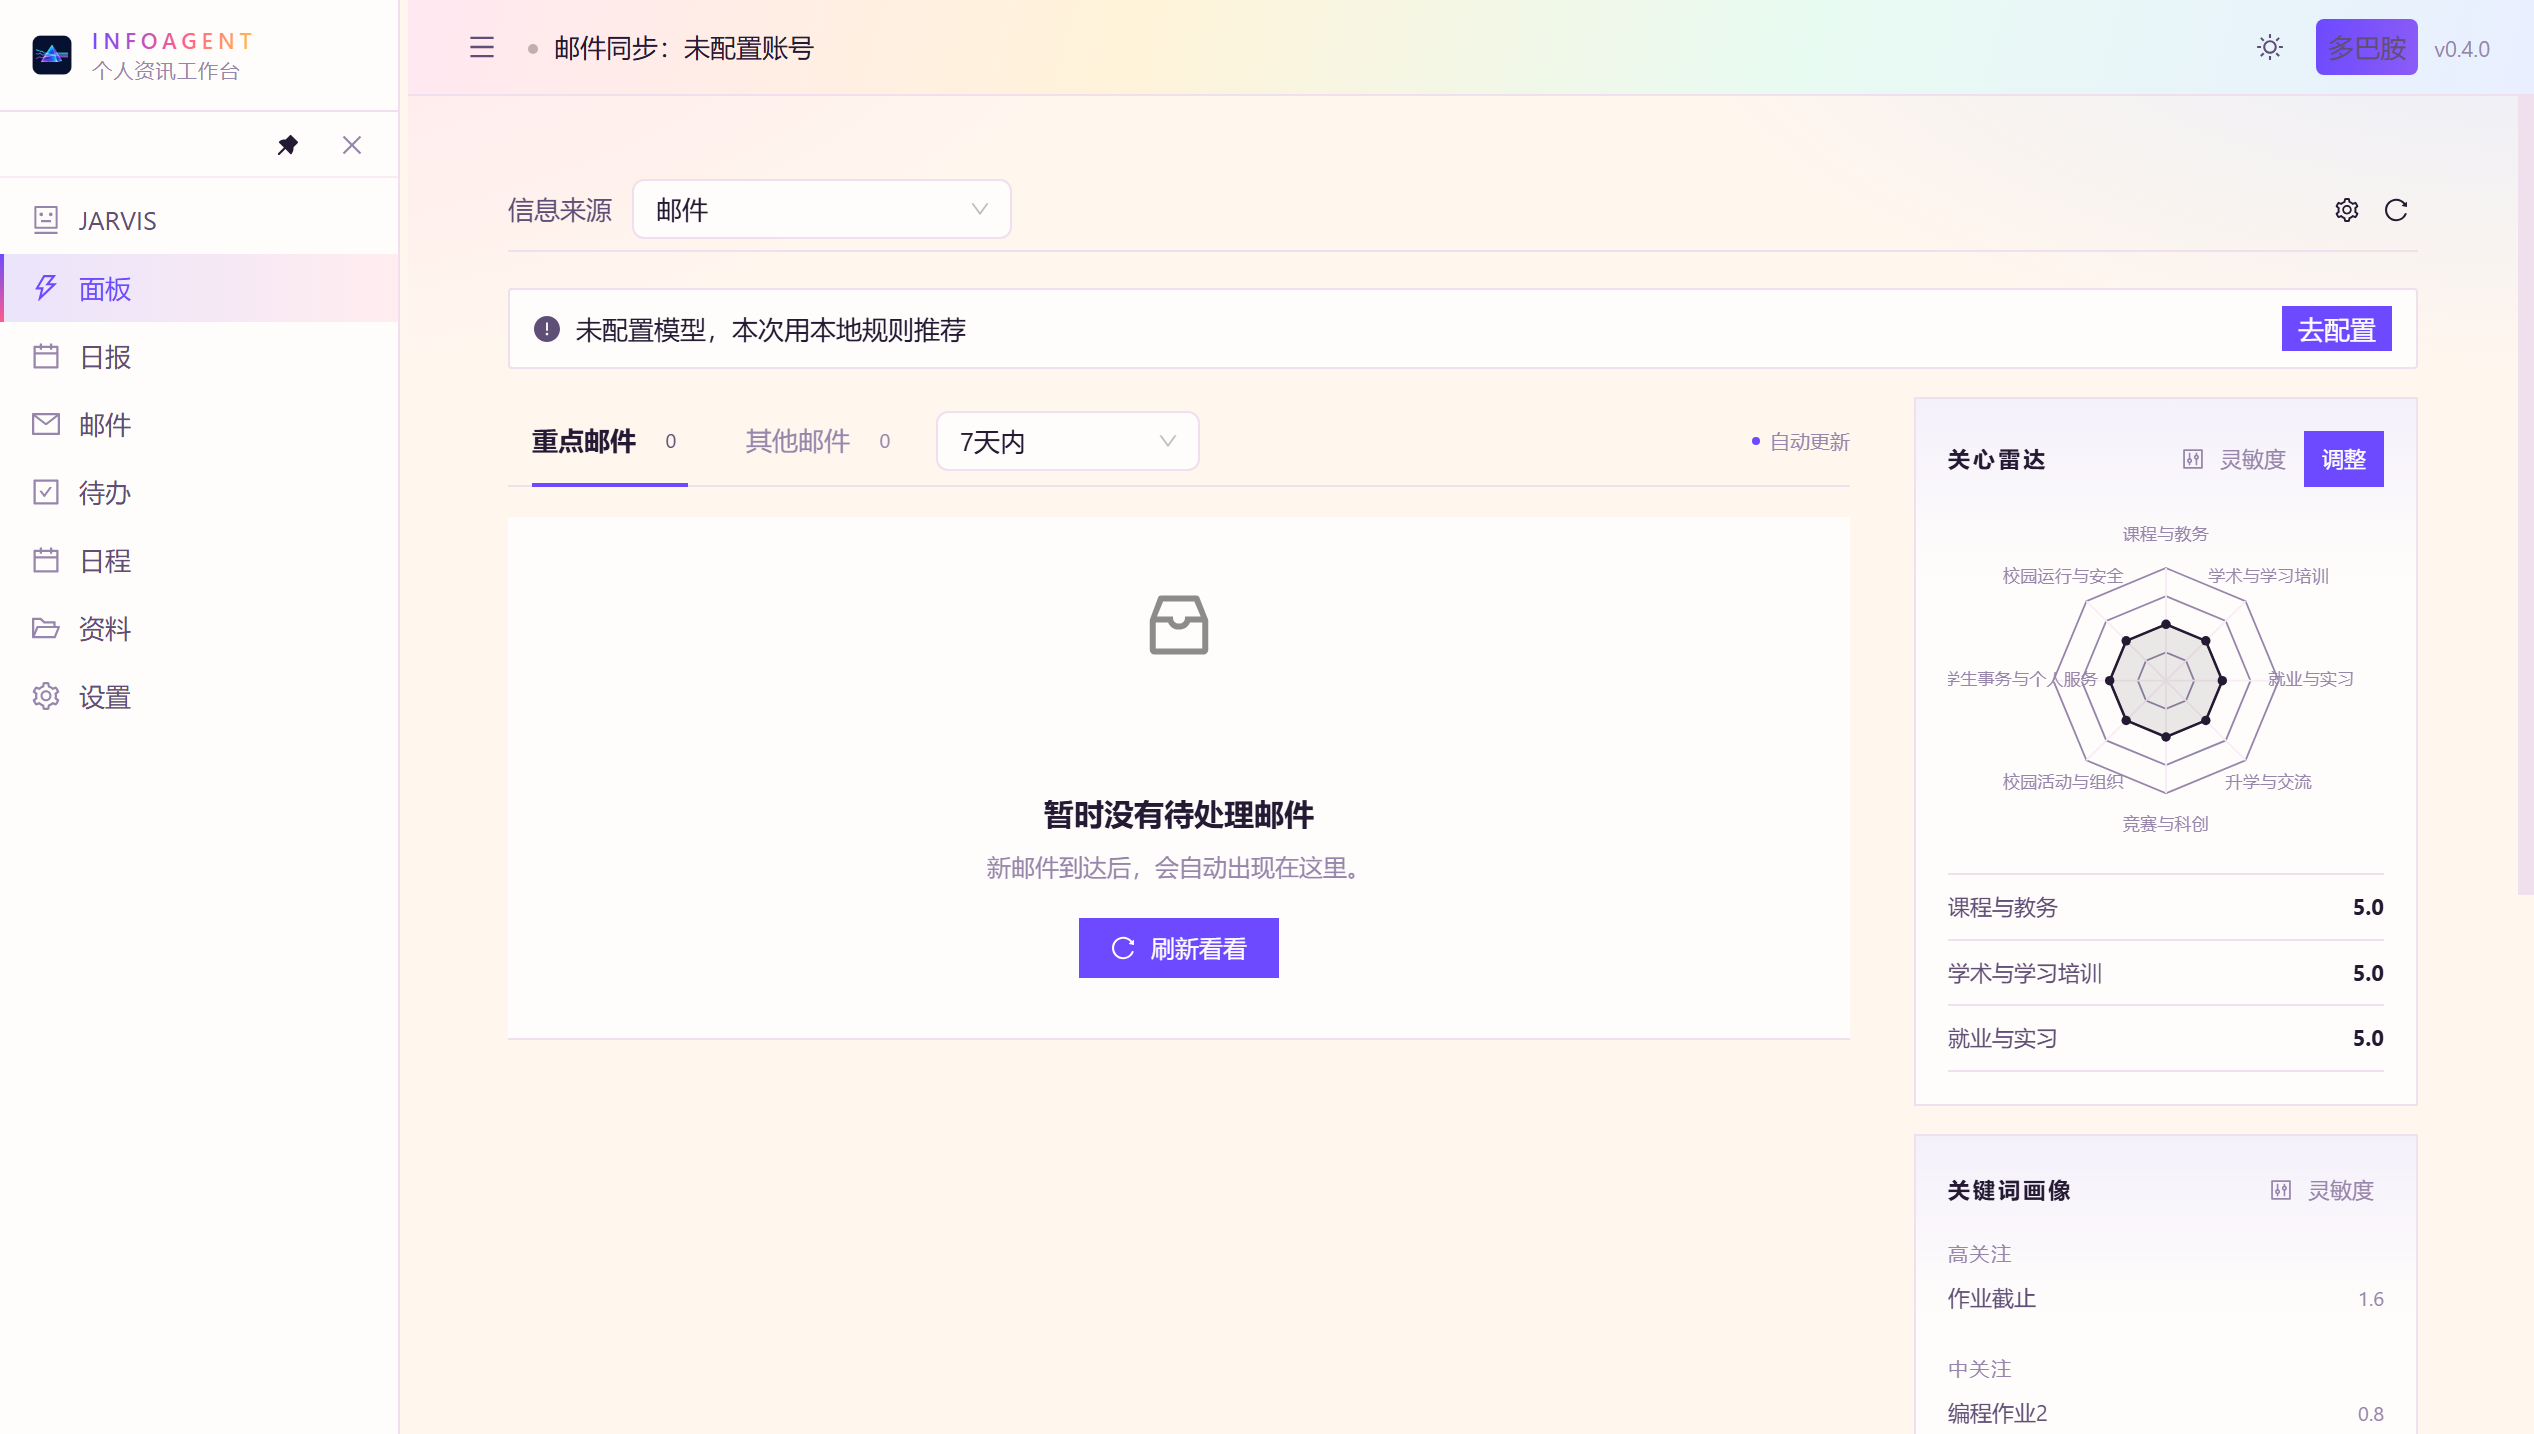 INFOAGENT
个人资讯工作台
邮件同步：未配置账号
多巴胺
v0.4.0
JARVIS
面板
日报
邮件
待办
日程
资料
设置
信息来源
邮件
未配置模型，本次用本地规则推荐
去配置
重点邮件 0
其他邮件 0
7天内
自动更新
暂时没有待处理邮件
新邮件到达后，会自动出现在这里。
刷新看看
关心雷达
灵敏度
调整
课程与教务
校园运行与安全
学术与学习培训
学生事务与个人服务
就业与实习
校园活动与组织
升学与交流
竞赛与科创
课程与教务 5.0
学术与学习培训 5.0
就业与实习 5.0
关键词画像
灵敏度
高关注
作业截止 1.6
中关注
编程作业2 0.8